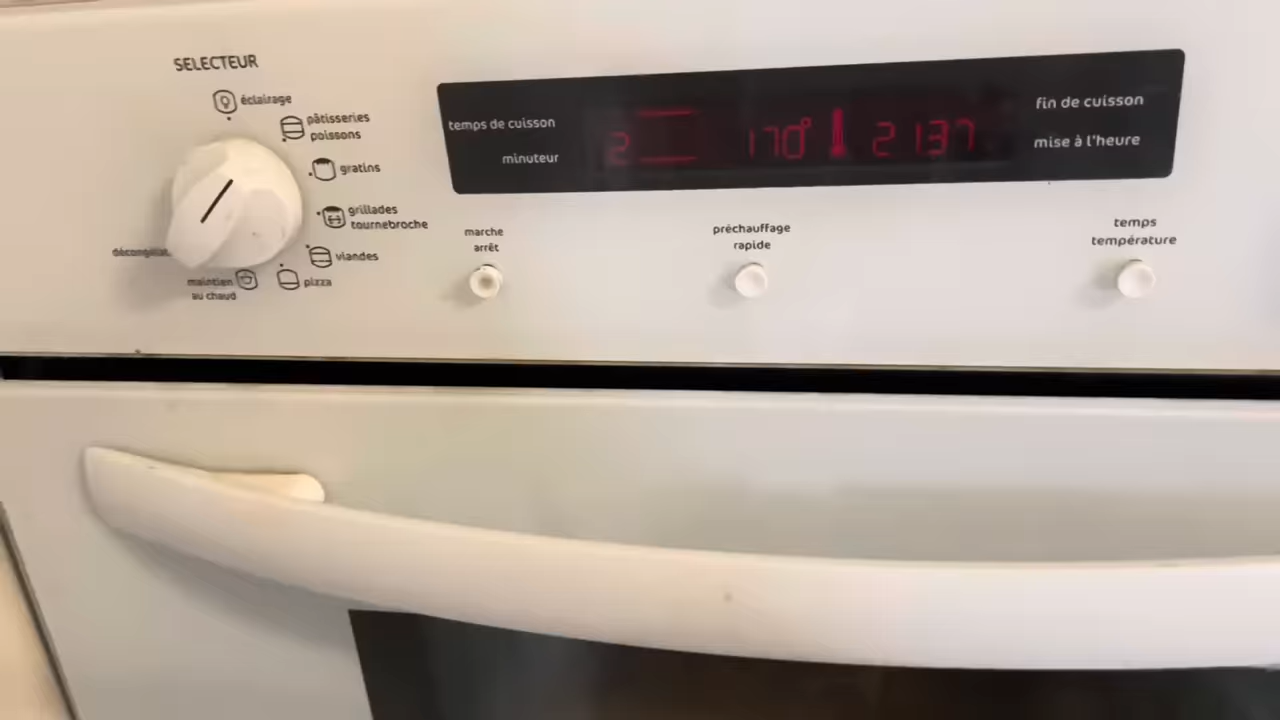 SELECTEUR
éclairage
pâtisseries
poissons
gratins
grillades
tournebroche
viandes
pizza
maintien
au chaud
temps de cuisson
minuteur
2
170°
21 37
fin de cuisson
mise à l'heure
marche
arrêt
préchauffage
rapide
temps
température